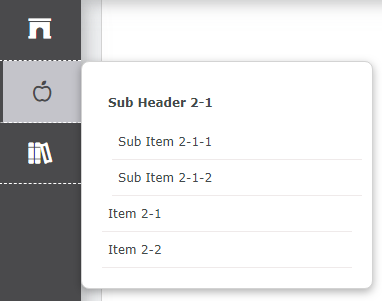 Sub Header 2-1
Sub Item 2-1-1
Sub Item 2-1-2
Item 2-1
Item 2-2